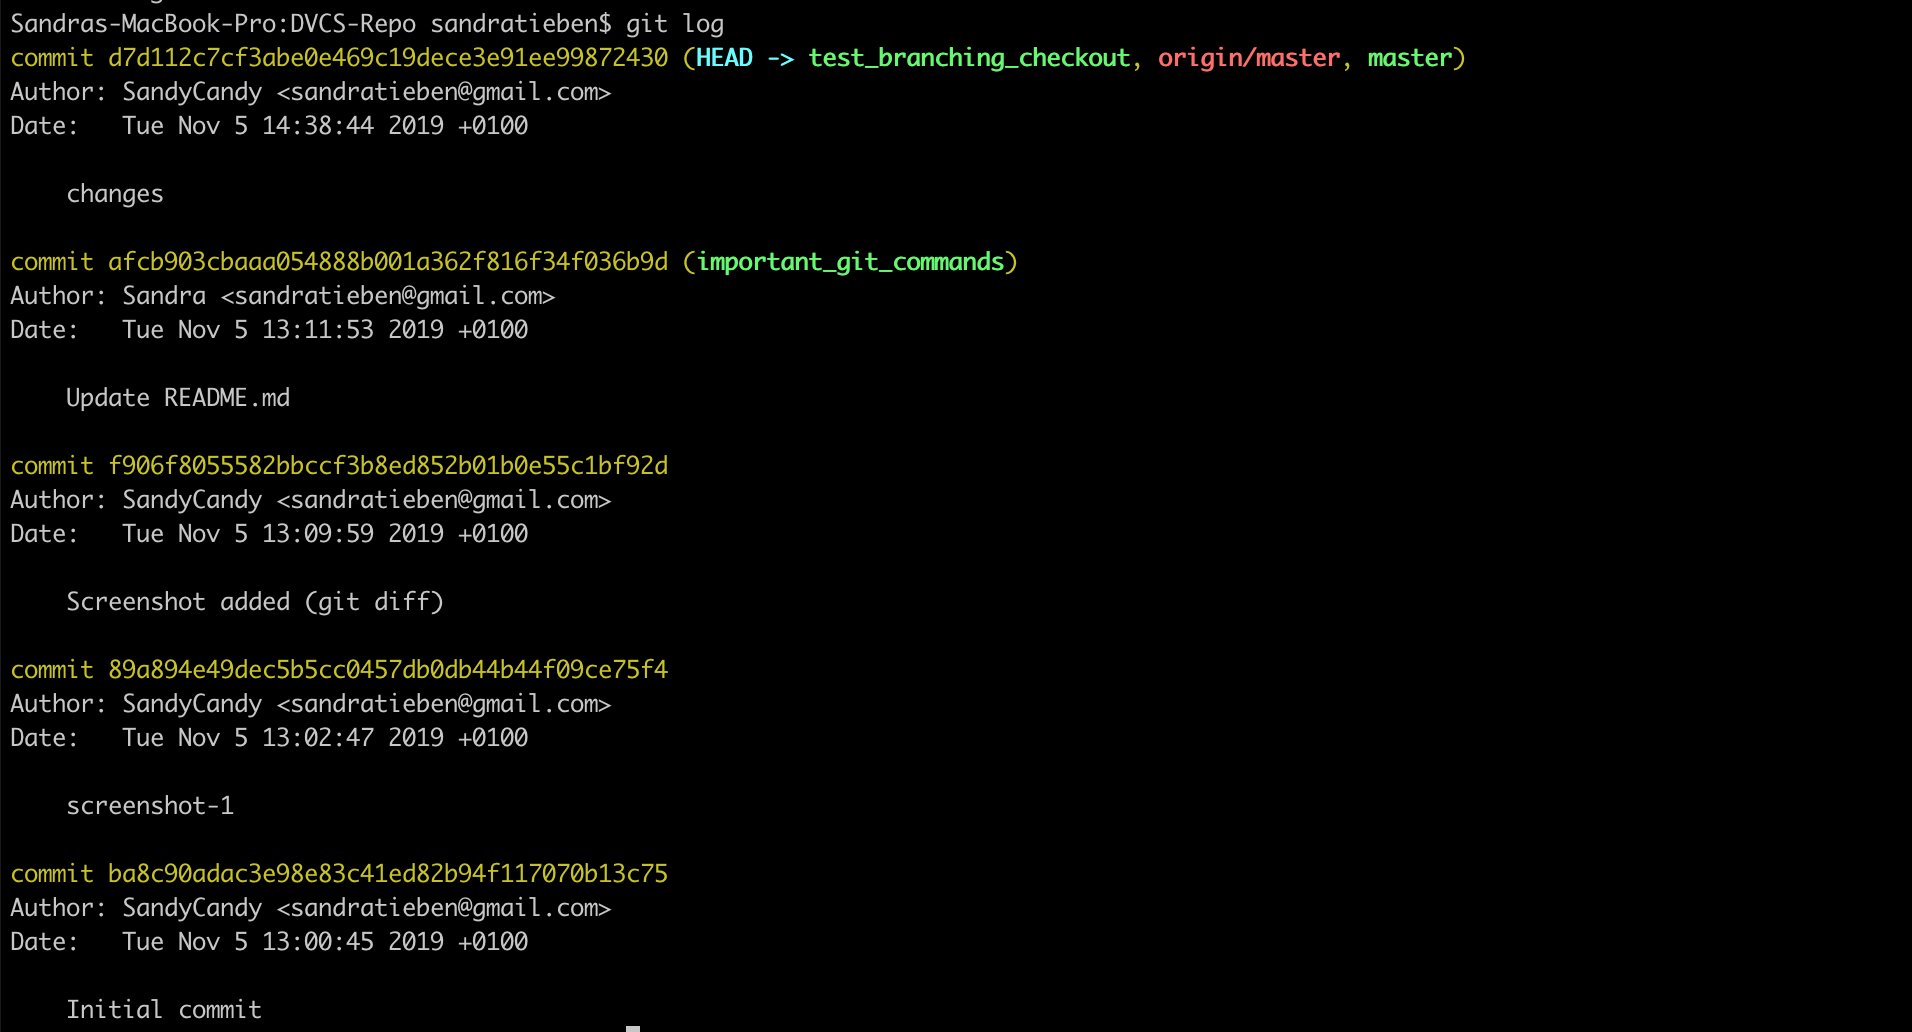 Sandras-MacBook-Pro:DVCS-Repo sandratieben$ git log
commit d7d112c7cf3abe0e469c19dece3e91ee99872430 (HEAD -> test_branching_checkout, origin/master, master)
Author: SandyCandy <sandratieben@gmail.com>
Date:   Tue Nov 5 14:38:44 2019 +0100
    changes
commit afcb903cbaaa054888b001a362f816f34f036b9d (important_git_commands)
Author: Sandra <sandratieben@gmail.com>
Date:   Tue Nov 5 13:11:53 2019 +0100
    Update README.md
commit f906f8055582bbccf3b8ed852b01b0e55c1bf92d
Author: SandyCandy <sandratieben@gmail.com>
Date:   Tue Nov 5 13:09:59 2019 +0100
    Screenshot added (git diff)
commit 89a894e49dec5b5cc0457db0db44b44f09ce75f4
Author: SandyCandy <sandratieben@gmail.com>
Date:   Tue Nov 5 13:02:47 2019 +0100
    screenshot-1
commit ba8c90adac3e98e83c41ed82b94f117070b13c75
Author: SandyCandy <sandratieben@gmail.com>
Date:   Tue Nov 5 13:00:45 2019 +0100
    Initial commit